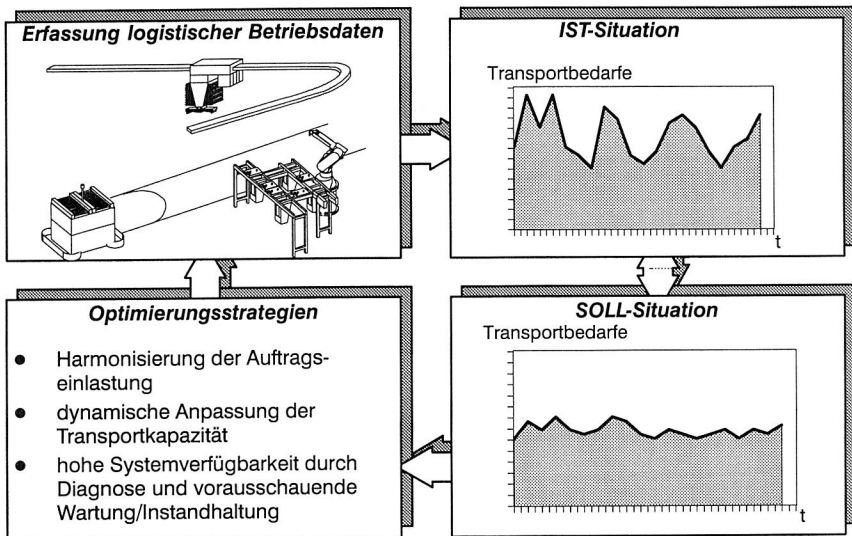 Erfassung logistischer Betriebsdaten
IST-Situation
Transportbedarfe
t
Optimierungsstrategien
● Harmonisierung der Auftrags-
einlastung
● dynamische Anpassung der
Transportkapazität
● hohe Systemverfügbarkeit durch
Diagnose und vorausschauende
Wartung/Instandhaltung
SOLL-Situation
Transportbedarfe
t